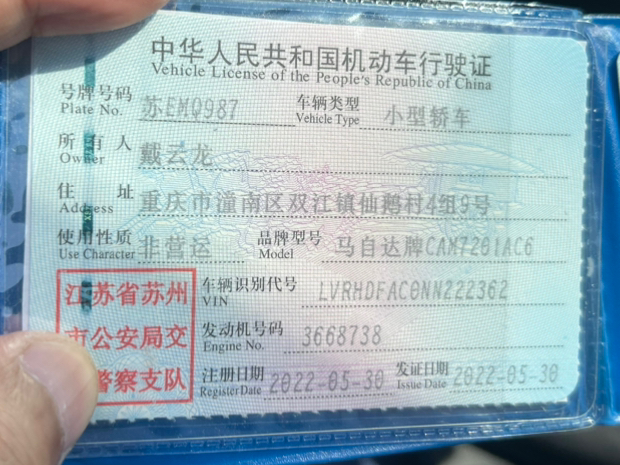 中华人民共和国机动车行驶证
Vehicle License of the People's Republic of China
号牌号码 苏EMQ987 车辆类型 小型轿车
Plate No. Vehicle Type
所有人 戴云龙
Owner
住址 重庆市潼南区双江镇仙鹅村4组9号
Address
使用性质 非营运 品牌型号 马自达牌CAM7201AC6
Use Character Model
江苏省苏州 车辆识别代号 LVRHDFAC0NN222362
VIN
市公安局交 发动机号码 3668738
Engine No.
警察支队 注册日期 2022-05-30 发证日期 2022-05-30
Register Date Issue Date